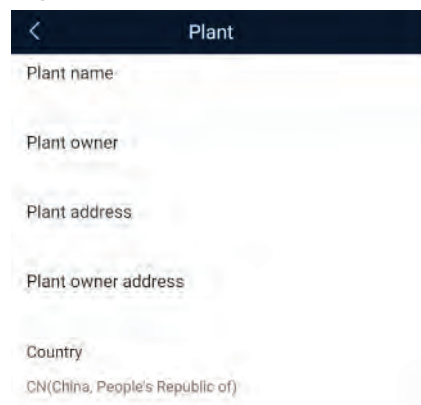 Plant
Plant name
Plant owner
Plant address
Plant owner address
Country
CN(China, People's Republic of)